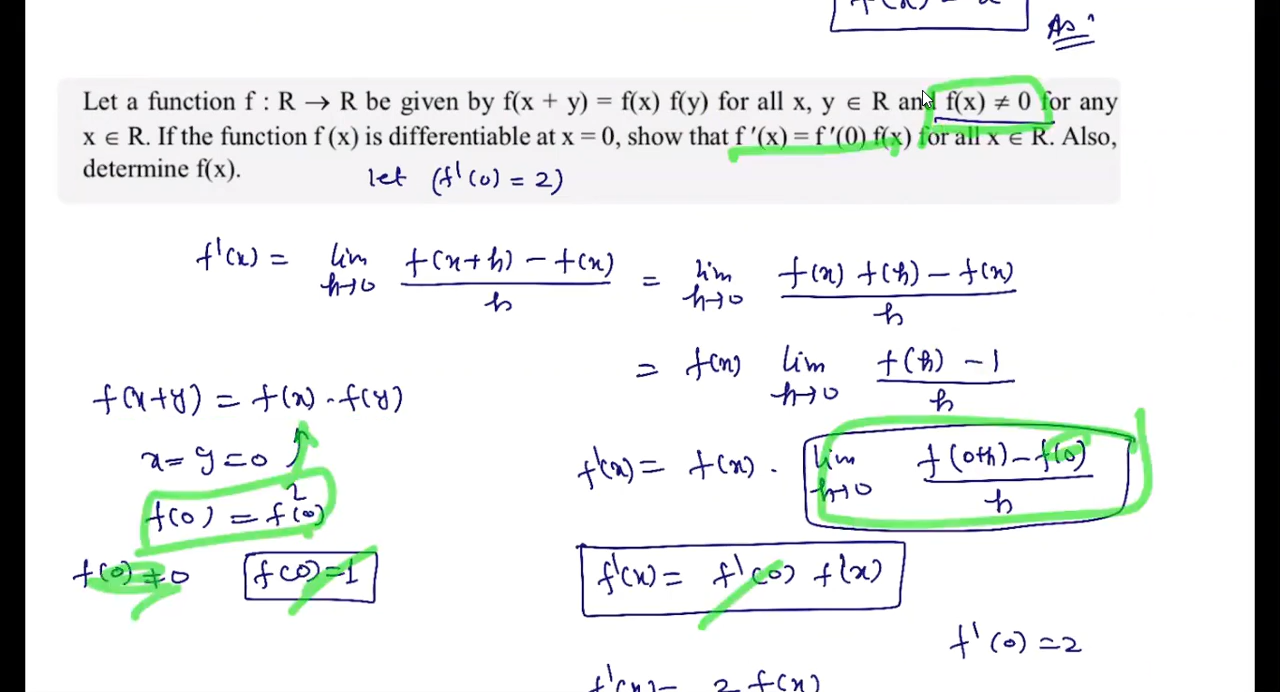 f(x) = x
Ans
Let a function f : R → R be given by f(x + y) = f(x) f(y) for all x, y ∈ R and f(x) ≠ 0 for any
x ∈ R. If the function f (x) is differentiable at x = 0, show that f ′(x) = f ′(0) f(x) for all x ∈ R. Also,
determine f(x).
let (f'(0) = 2)
f'(x) = lim h→0 f(x+h) - f(x) / h = lim h→0 f(x) f(h) - f(x) / h
= f(x) lim h→0 f(h) - 1 / h
f(x+y) = f(x) . f(y)
x = y = 0
f'(x) = f(x) . lim h→0 f(0+h) - f(0) / h
f(0) = f²(0)
f(0) ≠ 0 f(0) = 1
f'(x) = f'(0) f(x)
f'(0) = 2
f'(x) = 2 f(x)